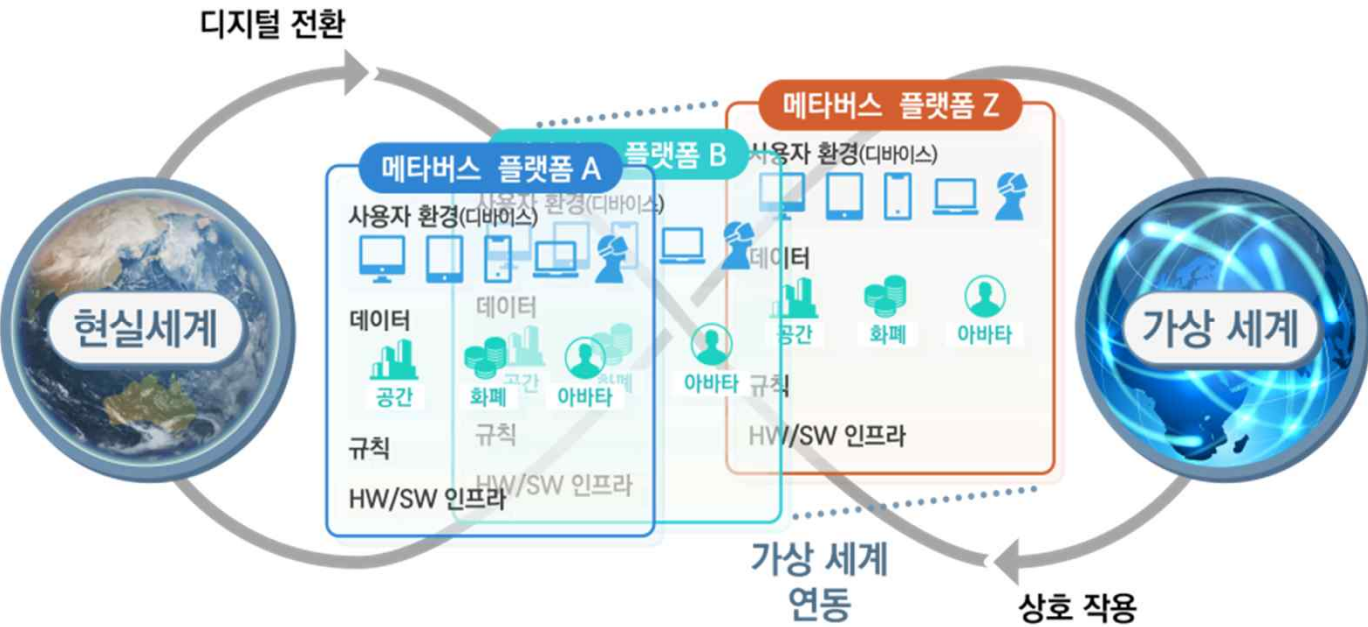 디지털 전환
메타버스 플랫폼 Z
플랫폼 B
메타버스 플랫폼 A
사용자 환경(디바이스)
사용자 환경(디바이스)
사용자 환경(디바이스)
데이터
데이터
데이터
공간
화폐
아바타
현실세계
가상 세계
공간
화폐
아바타
공간
화폐
아바타
규칙
규칙
규칙
HW/SW 인프라
HW/SW 인프라
HW/SW 인프라
가상 세계
연동
상호 작용